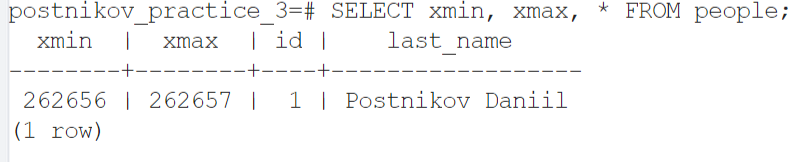 postnikov_practice_3=# SELECT xmin, xmax, * FROM people;
  xmin  |  xmax  | id |     last_name
--------+--------+----+-------------------
 262656 | 262657 |  1 | Postnikov Daniil
(1 row)